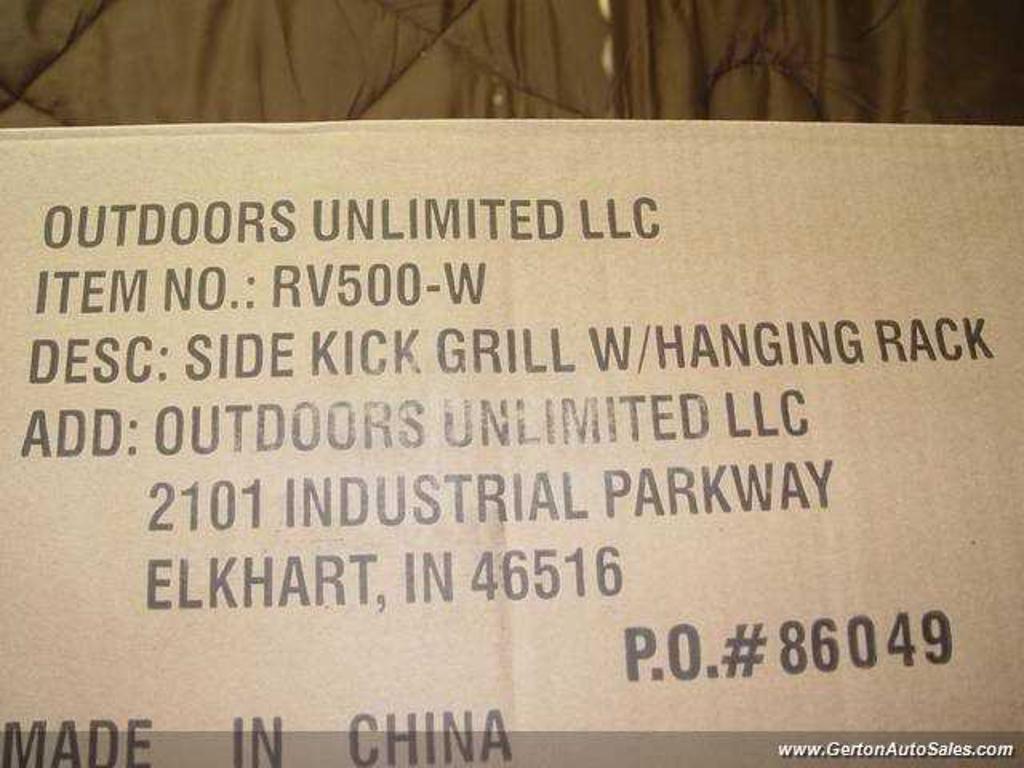 OUTDOORS UNLIMITED LLC
ITEM NO.: RV500-W
DESC: SIDE KICK GRILL W/HANGING RACK
ADD: OUTDOORS UNLIMITED LLC
2101 INDUSTRIAL PARKWAY
ELKHART, IN 46516
P.O.# 86049
MADE IN CHINA
www.GertonAutoSales.com